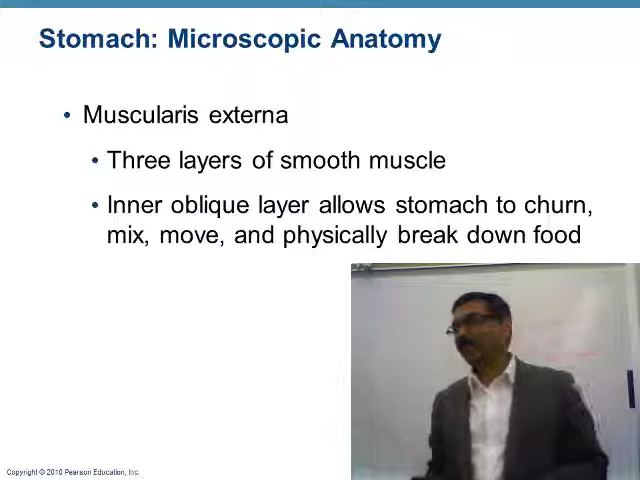 Stomach: Microscopic Anatomy
• Muscularis externa
• Three layers of smooth muscle
• Inner oblique layer allows stomach to churn,
mix, move, and physically break down food
Copyright © 2010 Pearson Education, Inc.